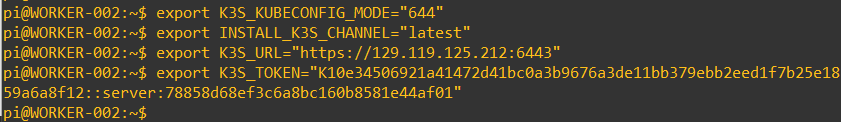 pi@WORKER-002:~$ export K3S_KUBECONFIG_MODE="644"
pi@WORKER-002:~$ export INSTALL_K3S_CHANNEL="latest"
pi@WORKER-002:~$ export K3S_URL="https://129.119.125.212:6443"
pi@WORKER-002:~$ export K3S_TOKEN="K10e34506921a41472d41bc0a3b9676a3de11bb379ebb2eed1f7b25e18
59a6a8f12::server:78858d68ef3c6a8bc160b8581e44af01"
pi@WORKER-002:~$